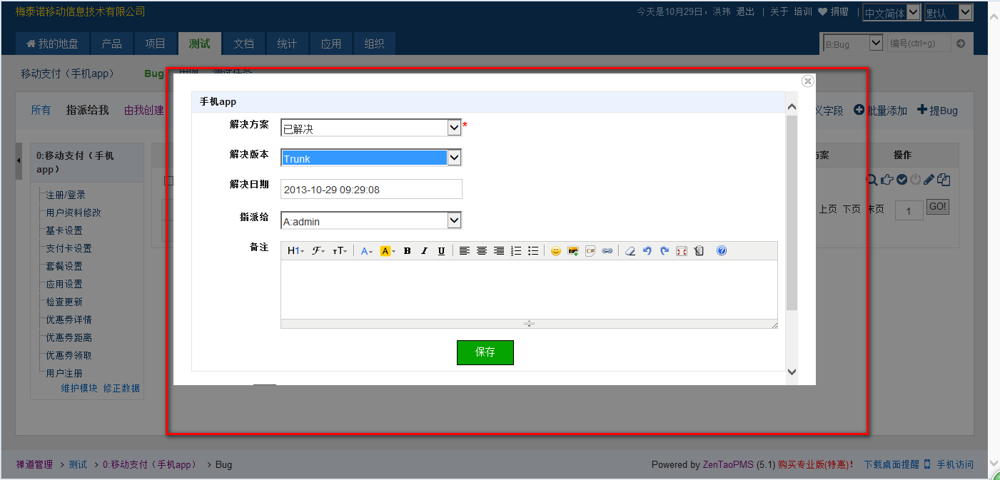 梅泰诺移动信息技术有限公司
今天是10月29日，洪玮 退出 | 关于 培训 捐赠 | 中文简体 默认
我的地盘 产品 项目 测试 文档 统计 应用 组织
B:Bug 编号(ctrl+g)
移动支付（手机app） Bug 用例 测试任务
所有 指派给我 由我创建
义字段 批量添加 提Bug
0:移动支付（手机
app）
注册/登录
用户资料修改
基卡设置
支付卡设置
套餐设置
应用设置
检查更新
优惠券详情
优惠券距离
优惠券领取
用户注册
维护模块 修正数据
手机app
解决方案 已解决 *
解决版本 Trunk
解决日期 2013-10-29 09:29:08
指派给 A:admin
备注
H1 F TT A A B I U C#
保存
方案 操作
上页 下页 末页 1 GO!
禅道管理 > 测试 > 0:移动支付（手机app） > Bug
Powered by ZenTaoPMS (5.1) 购买专业版(特惠)! 下载桌面提醒 手机访问